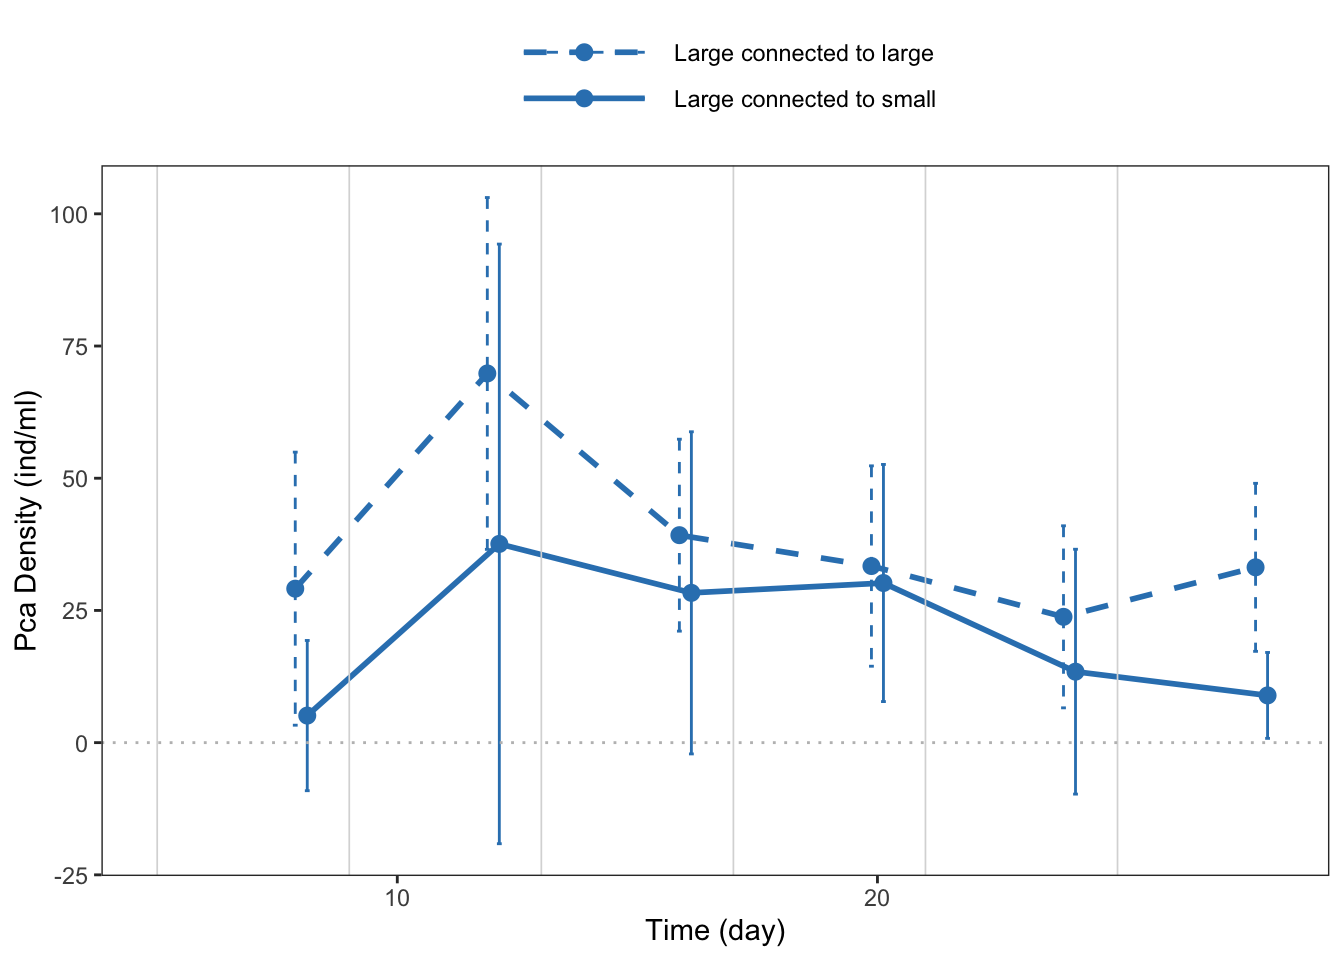 Large connected to large
Large connected to small
100
75
50
25
0
-25
Pca Density (ind/ml)
10
20
Time (day)